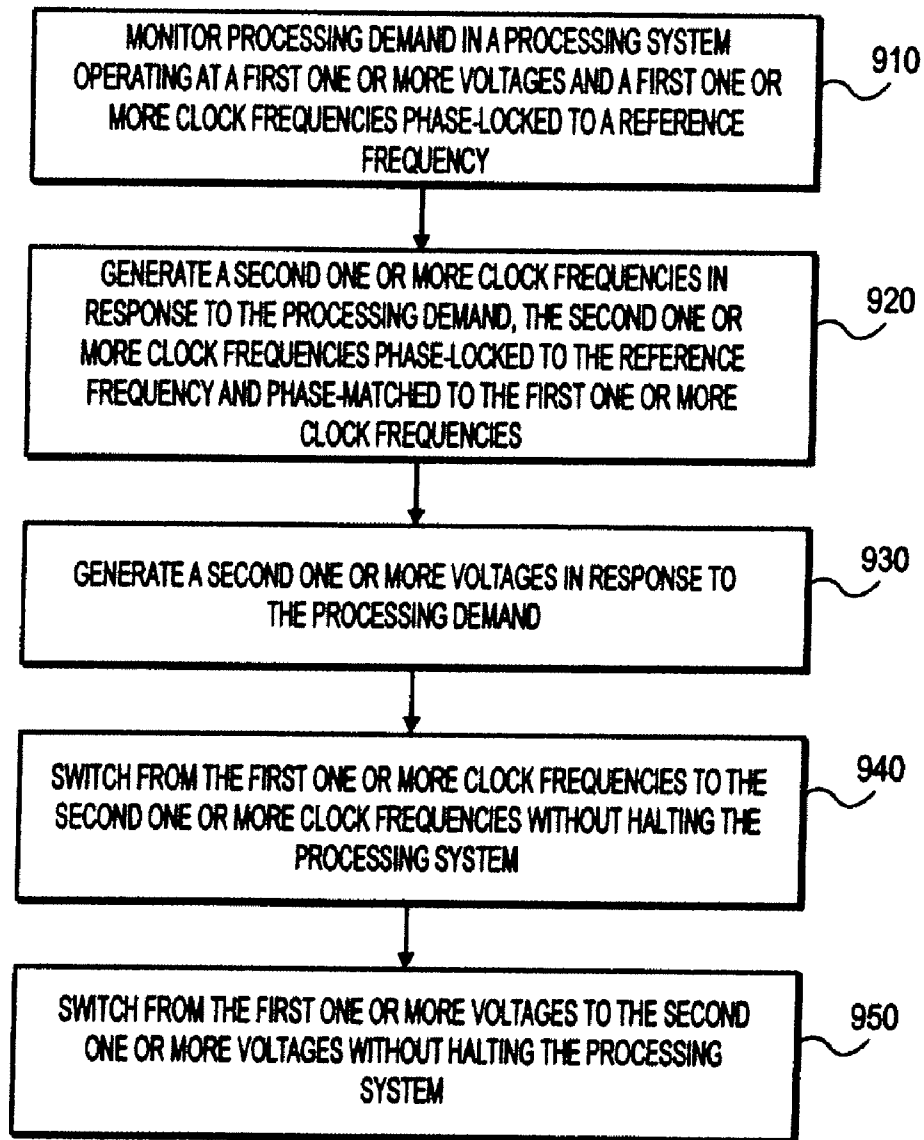 MONITOR PROCESSING DEMAND IN A PROCESSING SYSTEM
OPERATING AT A FIRST ONE OR MORE VOLTAGES AND A FIRST ONE OR
MORE CLOCK FREQUENCIES PHASE-LOCKED TO A REFERENCE
FREQUENCY
910
GENERATE A SECOND ONE OR MORE CLOCK FREQUENCIES IN
RESPONSE TO THE PROCESSING DEMAND, THE SECOND ONE OR
MORE CLOCK FREQUENCIES PHASE-LOCKED TO THE REFERENCE
FREQUENCY AND PHASE-MATCHED TO THE FIRST ONE OR MORE
CLOCK FREQUENCIES
920
GENERATE A SECOND ONE OR MORE VOLTAGES IN RESPONSE TO
THE PROCESSING DEMAND
930
SWITCH FROM THE FIRST ONE OR MORE CLOCK FREQUENCIES TO THE
SECOND ONE OR MORE CLOCK FREQUENCIES WITHOUT HALTING THE
PROCESSING SYSTEM
940
SWITCH FROM THE FIRST ONE OR MORE VOLTAGES TO THE SECOND
ONE OR MORE VOLTAGES WITHOUT HALTING THE PROCESSING
SYSTEM
950